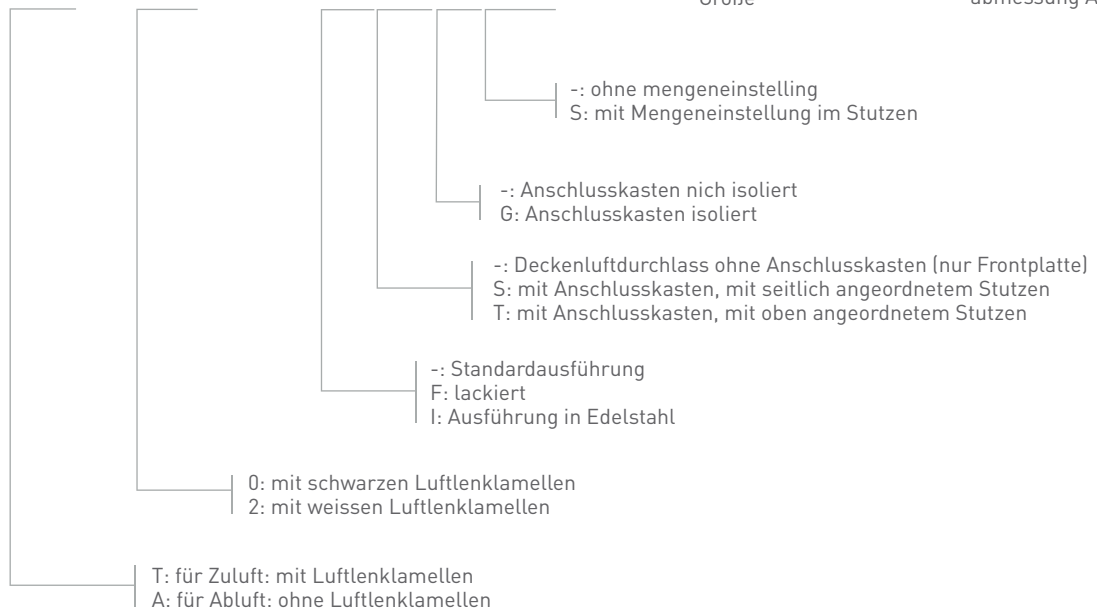 Größe
abmessung A
-: ohne mengeneinstelling
S: mit Mengeneinstellung im Stutzen
-: Anschlusskasten nich isoliert
G: Anschlusskasten isoliert
-: Deckenluftdurchlass ohne Anschlusskasten (nur Frontplatte)
S: mit Anschlusskasten, mit seitlich angeordnetem Stutzen
T: mit Anschlusskasten, mit oben angeordnetem Stutzen
-: Standardausführung
F: lackiert
I: Ausführung in Edelstahl
0: mit schwarzen Luftlenklamellen
2: mit weissen Luftlenklamellen
T: für Zuluft: mit Luftlenklamellen
A: für Abluft: ohne Luftlenklamellen